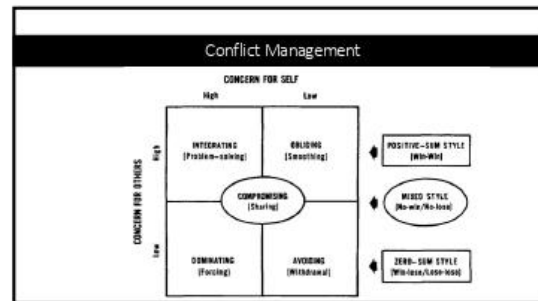 Conflict Management
CONCERN FOR SELF
High Low
CONCERN FOR OTHERS
High
INTEGRATING
(Problem-solving)
OBLIGING
(Smoothing)
POSITIVE-SUM STYLE
(Win-Win)
COMPROMISING
(Sharing)
MIXED STYLE
(No-win/No-lose)
Low
DOMINATING
(Forcing)
AVOIDING
(Withdrawal)
ZERO-SUM STYLE
(Win-lose/Lose-lose)